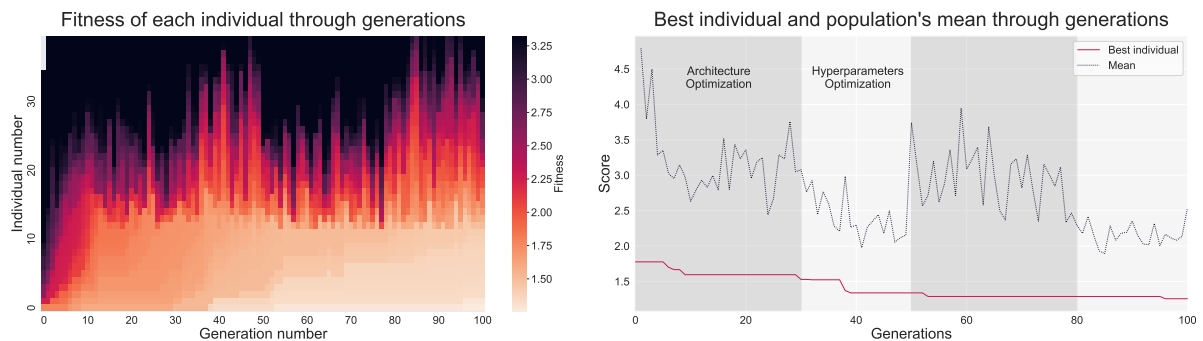 Fitness of each individual through generations
Individual number
30
20
10
0
0 10 20 30 40 50 60 70 80 90 100
Generation number
3.25
3.00
2.75
2.50
2.25
2.00
1.75
1.50
Fitness
Best individual and population's mean through generations
Best individual
Mean
Architecture
Optimization
Hyperparameters
Optimization
Score
4.5
4.0
3.5
3.0
2.5
2.0
1.5
0 20 40 60 80 100
Generations